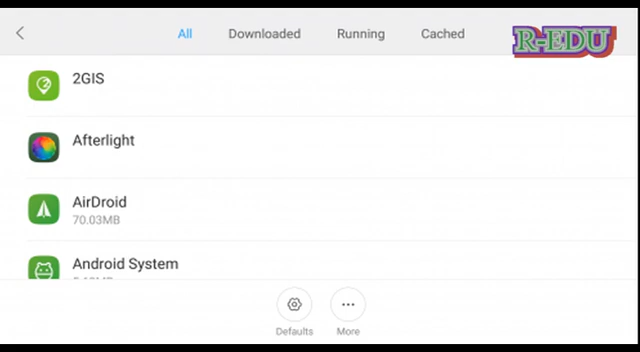 All Downloaded Running Cached
R-EDU
2GIS
Afterlight
AirDroid
70.03MB
Android System
Defaults More